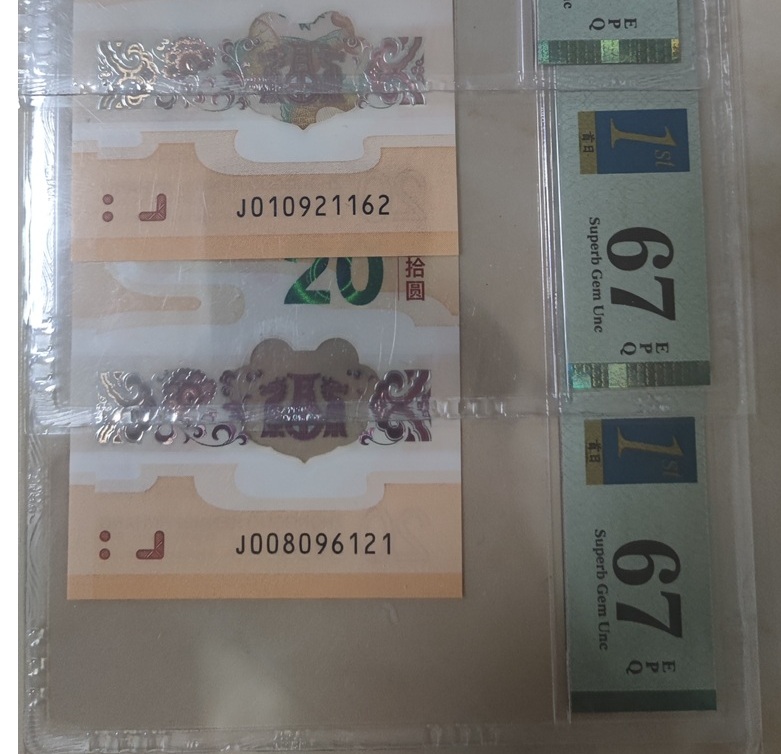 E
P
Q
J010921162
1st
首日
67
Superb Gem Unc
E
P
Q
20
拾
圆
J008096121
1st
首日
67
Superb Gem Unc
E
P
Q